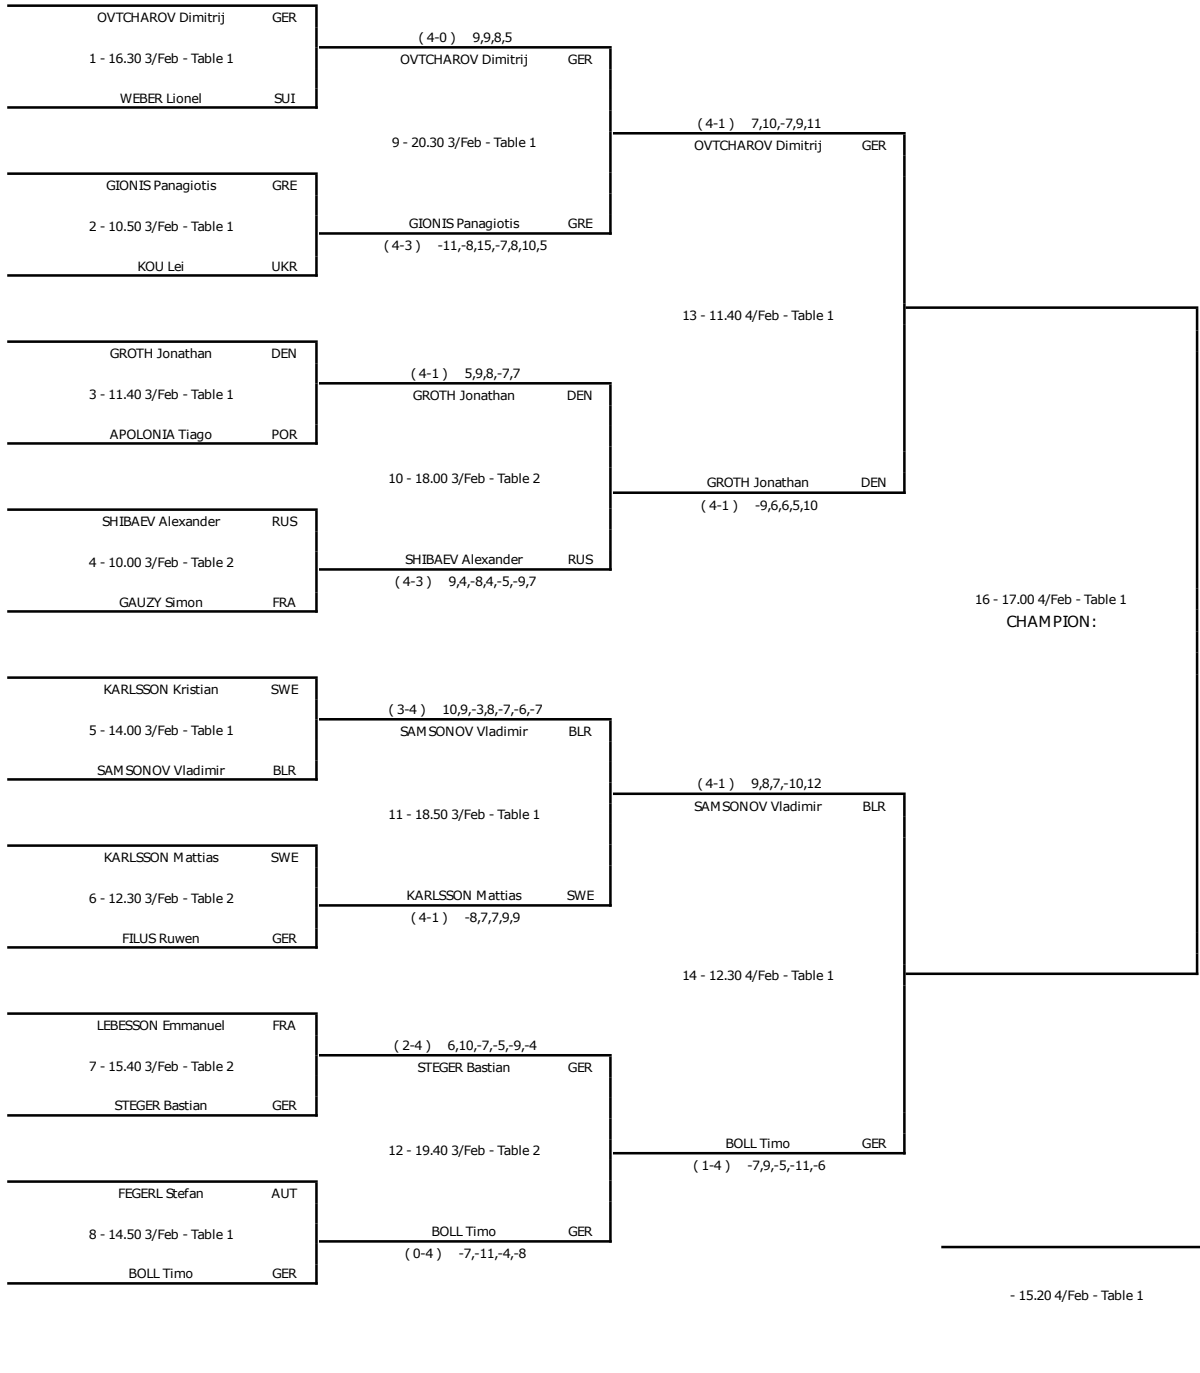 OVTCHAROV Dimitrij GER
1 - 16.30 3/Feb - Table 1
WEBER Lionel SUI
GIONIS Panagiotis GRE
2 - 10.50 3/Feb - Table 1
KOU Lei UKR
GROTH Jonathan DEN
3 - 11.40 3/Feb - Table 1
APOLONIA Tiago POR
SHIBAEV Alexander RUS
4 - 10.00 3/Feb - Table 2
GAUZY Simon FRA
KARLSSON Kristian SWE
5 - 14.00 3/Feb - Table 1
SAMSONOV Vladimir BLR
KARLSSON Mattias SWE
6 - 12.30 3/Feb - Table 2
FILUS Ruwen GER
LEBESSON Emmanuel FRA
7 - 15.40 3/Feb - Table 2
STEGER Bastian GER
FEGERL Stefan AUT
8 - 14.50 3/Feb - Table 1
BOLL Timo GER
( 4-0 ) 9,9,8,5
OVTCHAROV Dimitrij GER
9 - 20.30 3/Feb - Table 1
GIONIS Panagiotis GRE
( 4-3 ) -11,-8,15,-7,8,10,5
( 4-1 ) 5,9,8,-7,7
GROTH Jonathan DEN
10 - 18.00 3/Feb - Table 2
SHIBAEV Alexander RUS
( 4-3 ) 9,4,-8,4,-5,-9,7
( 3-4 ) 10,9,-3,8,-7,-6,-7
SAMSONOV Vladimir BLR
11 - 18.50 3/Feb - Table 1
KARLSSON Mattias SWE
( 4-1 ) -8,7,7,9,9
( 2-4 ) 6,10,-7,-5,-9,-4
STEGER Bastian GER
12 - 19.40 3/Feb - Table 2
BOLL Timo GER
( 0-4 ) -7,-11,-4,-8
( 4-1 ) 7,10,-7,9,11
OVTCHAROV Dimitrij GER
13 - 11.40 4/Feb - Table 1
GROTH Jonathan DEN
( 4-1 ) -9,6,6,5,10
( 4-1 ) 9,8,7,-10,12
SAMSONOV Vladimir BLR
14 - 12.30 4/Feb - Table 1
BOLL Timo GER
( 1-4 ) -7,9,-5,-11,-6
16 - 17.00 4/Feb - Table 1
CHAMPION:
- 15.20 4/Feb - Table 1